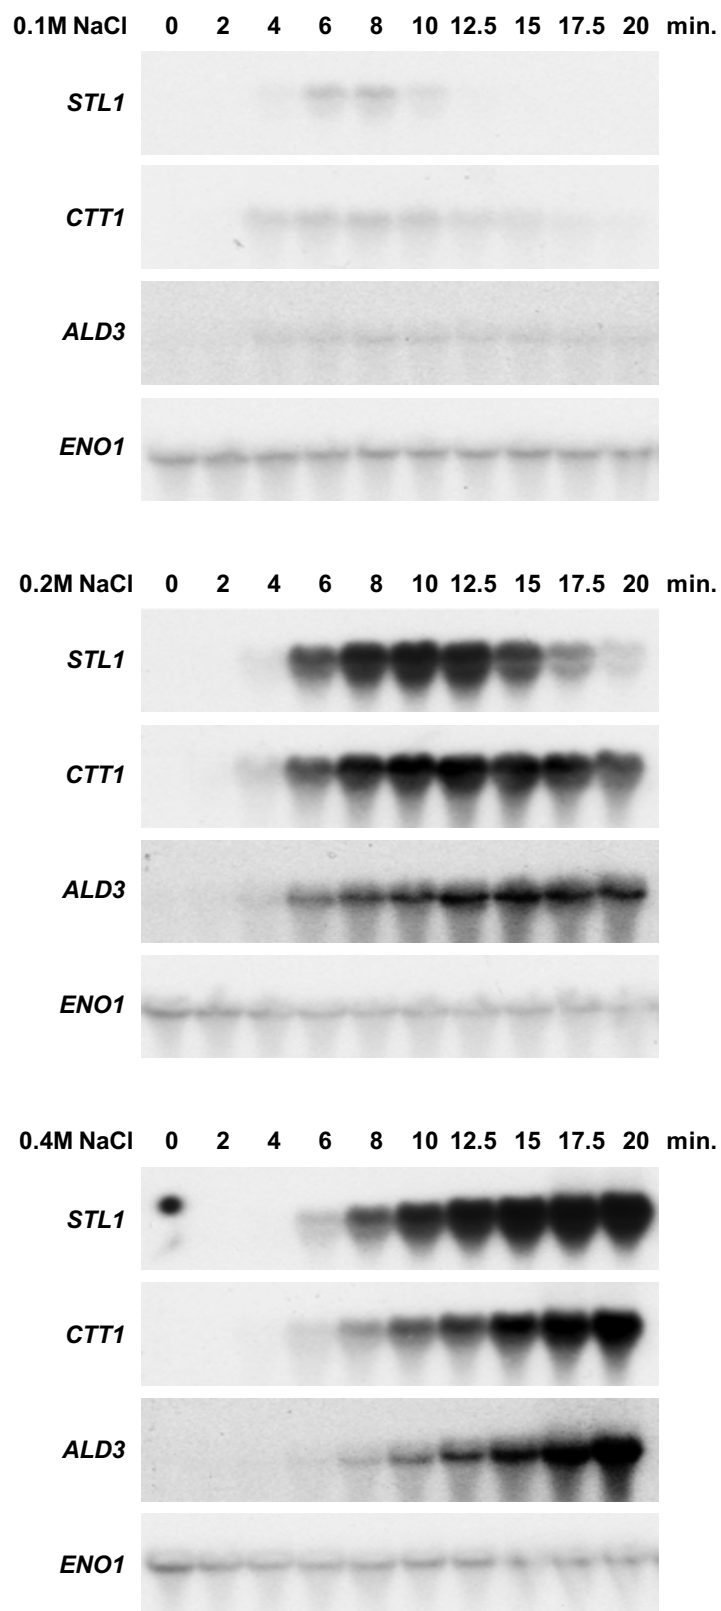 0.1M NaCl 0 2 4 6 8 10 12.5 15 17.5 20 min.
STL1
CTT1
ALD3
ENO1
0.2M NaCl 0 2 4 6 8 10 12.5 15 17.5 20 min.
STL1
CTT1
ALD3
ENO1
0.4M NaCl 0 2 4 6 8 10 12.5 15 17.5 20 min.
STL1
CTT1
ALD3
ENO1